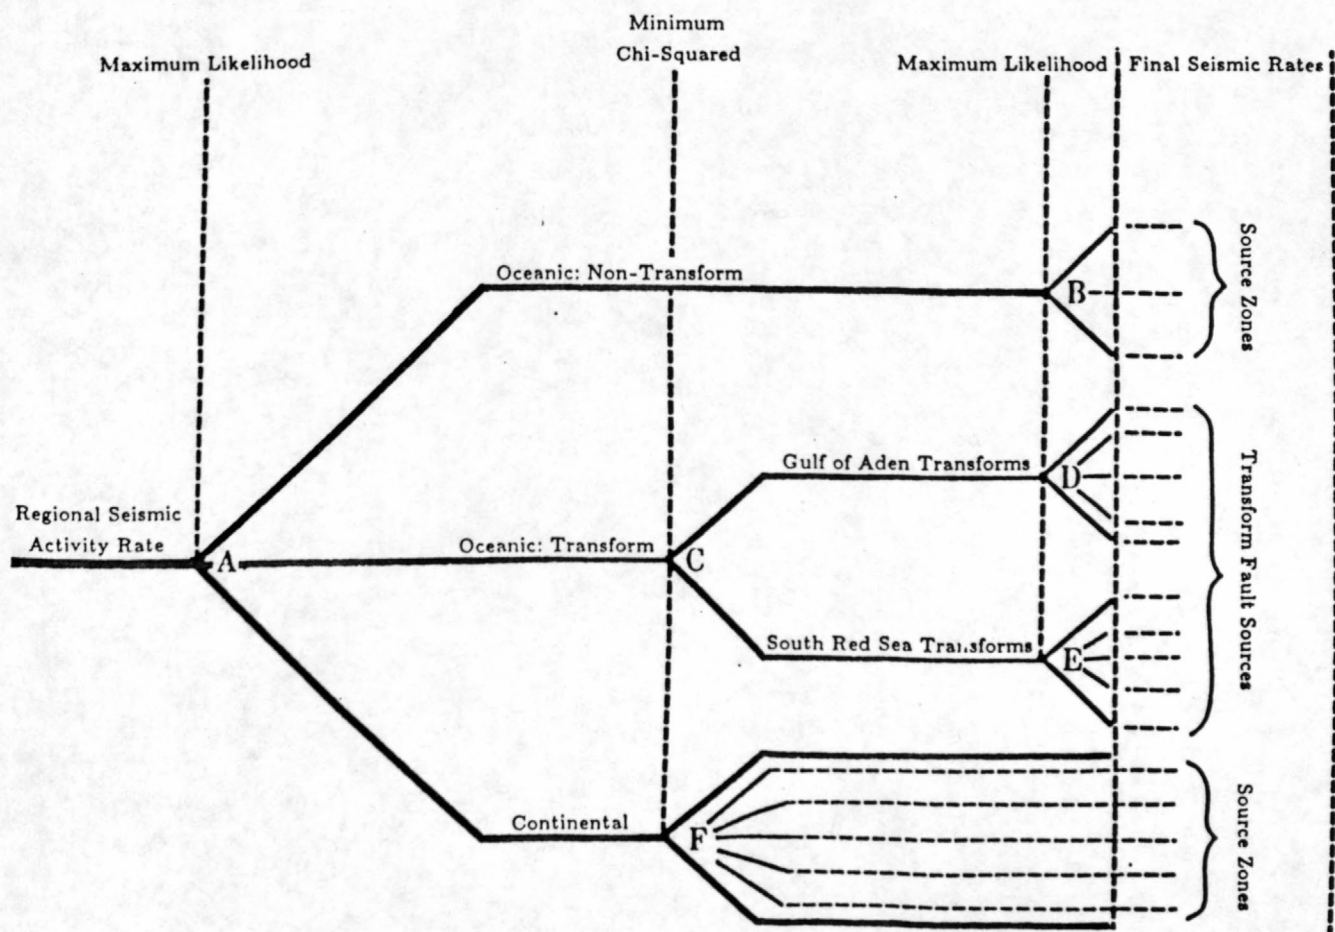 Minimum
Chi-Squared
Maximum Likelihood
Maximum Likelihood
Final Seismic Rates
Oceanic: Non-Transform
B
Source Zones
Gulf of Aden Transforms
D
Regional Seismic
Activity Rate
A
Oceanic: Transform
C
Transform Fault Sources
South Red Sea Transforms
E
Continental
F
Source Zones